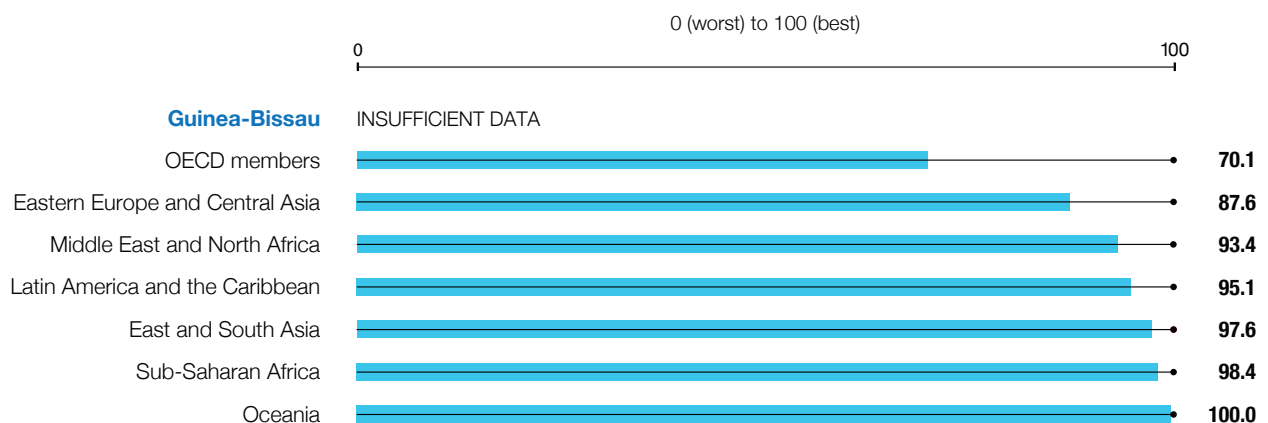 0 (worst) to 100 (best)
0 100
Guinea-Bissau INSUFFICIENT DATA
OECD members 70.1
Eastern Europe and Central Asia 87.6
Middle East and North Africa 93.4
Latin America and the Caribbean 95.1
East and South Asia 97.6
Sub-Saharan Africa 98.4
Oceania 100.0